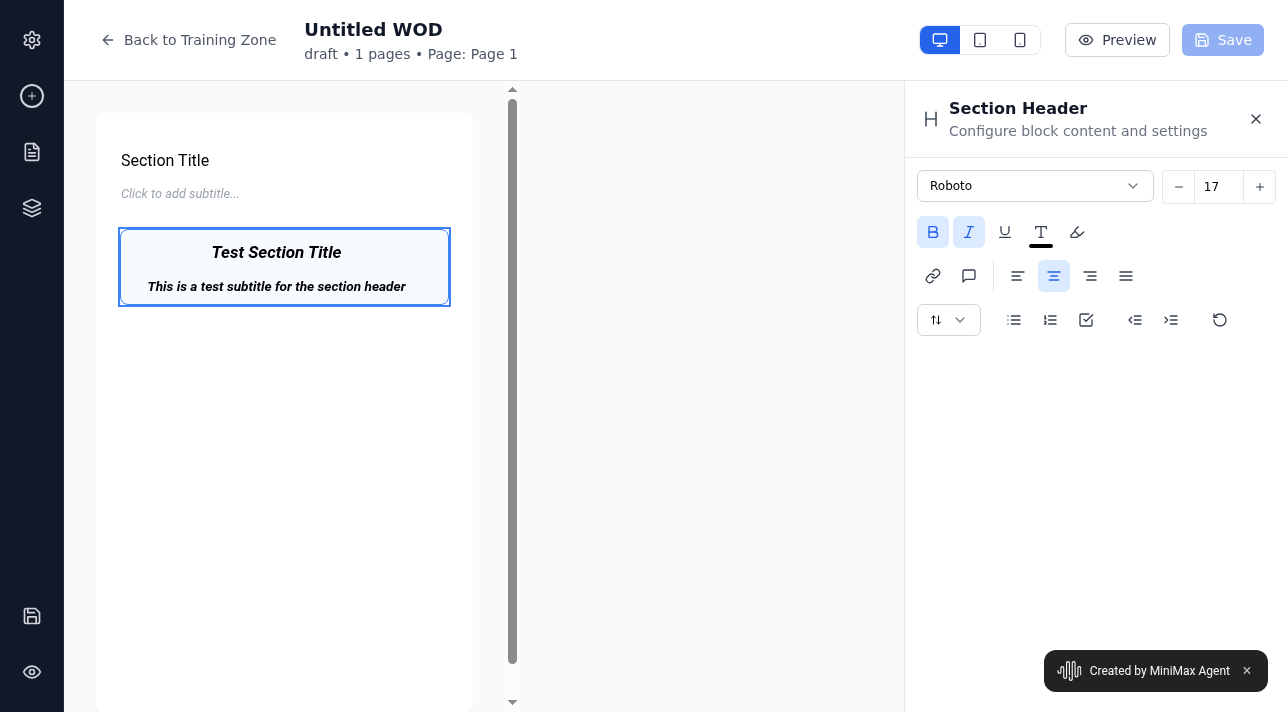 Back to Training Zone
Untitled WOD
draft • 1 pages • Page: Page 1
Preview
Save
Section Title
Click to add subtitle...
Test Section Title
This is a test subtitle for the section header
Section Header
Configure block content and settings
Roboto
17
Created by MiniMax Agent